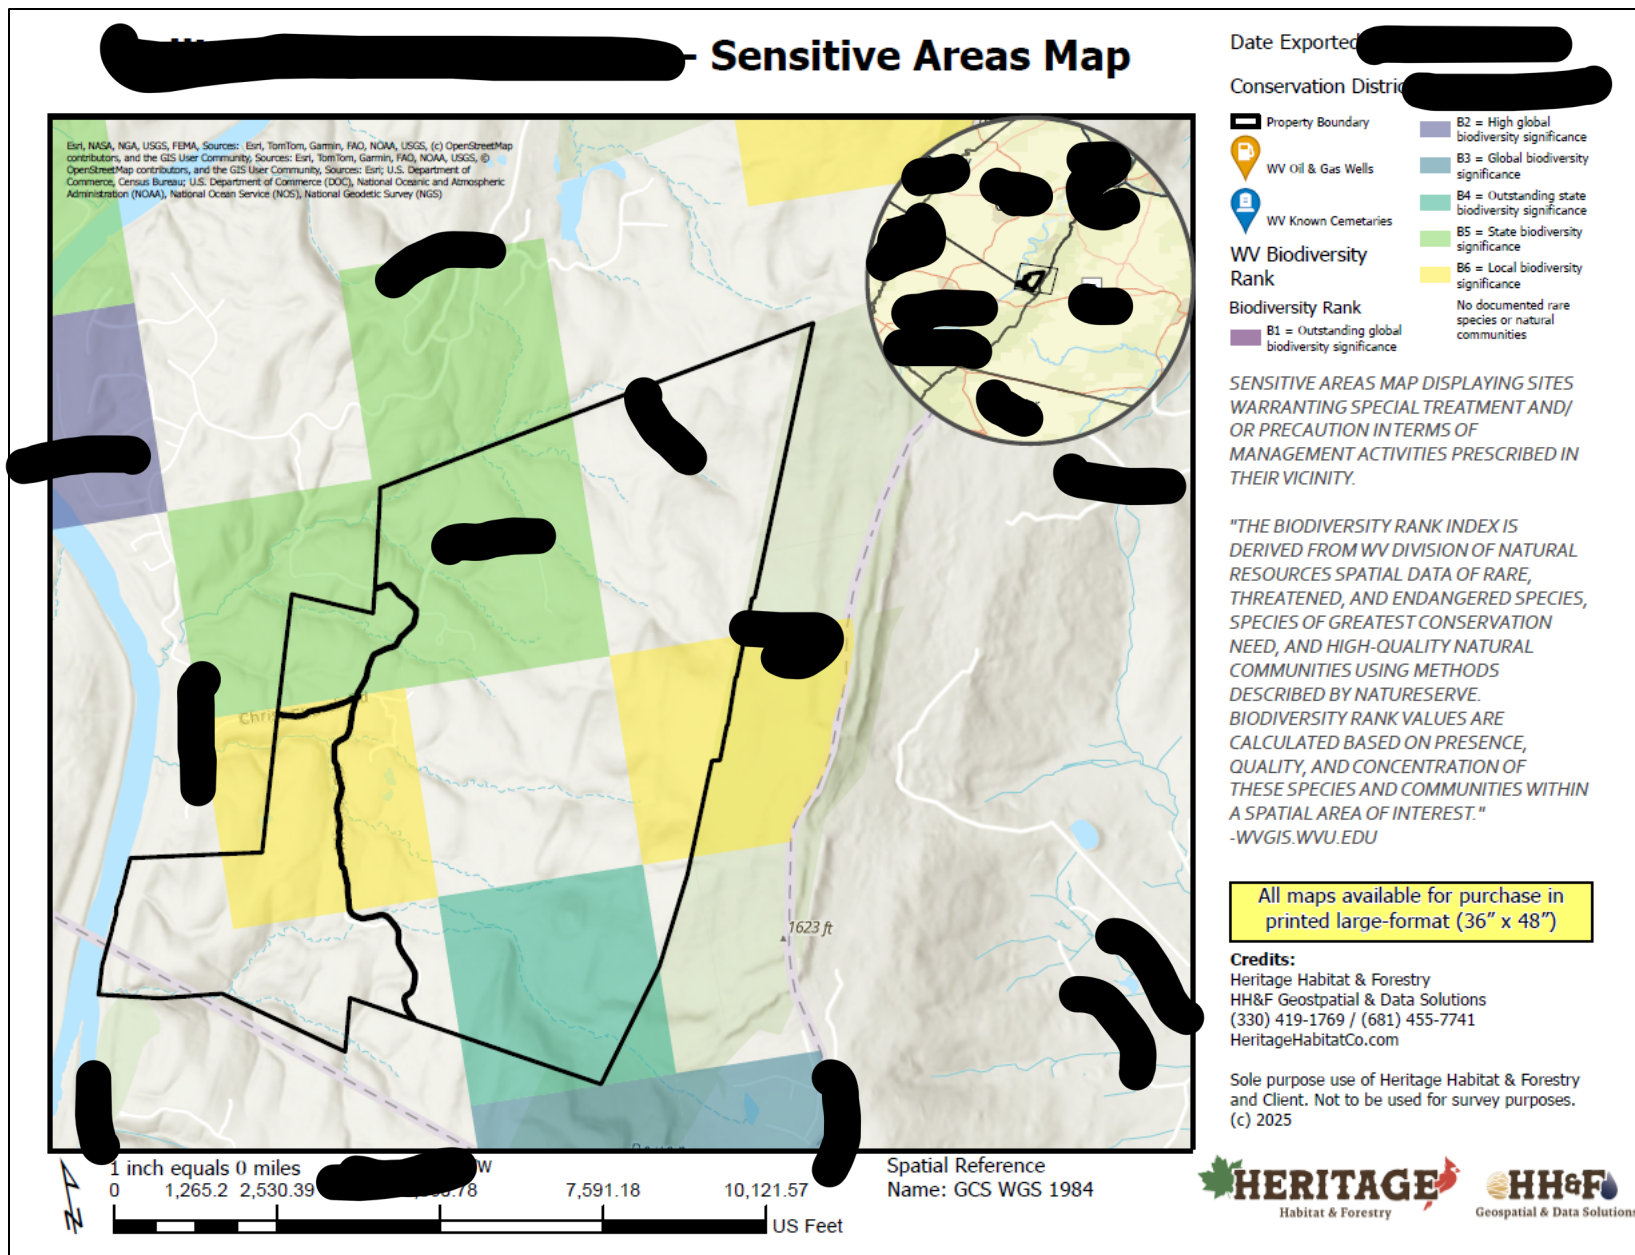 - Sensitive Areas Map
Esri, NASA, NGA, USGS, FEMA, Sources: Esri, TomTom, Garmin, FAO, NOAA, USGS, (c) OpenStreetMap
contributors, and the GIS User Community, Sources: Esri, TomTom, Garmin, FAO, NOAA, USGS, ©
OpenStreetMap contributors, and the GIS User Community, Sources: Esri; U.S. Department of
Commerce, Census Bureau; U.S. Department of Commerce (DOC), National Oceanic and Atmospheric
Administration (NOAA), National Ocean Service (NOS), National Geodetic Survey (NGS)
1623 ft
1 inch equals 0 miles
W
0
1,265.2
2,530.39
.78
7,591.18
10,121.57
US Feet
N
Spatial Reference
Name: GCS WGS 1984
Date Exported
Conservation Distric
Property Boundary
WV Oil & Gas Wells
WV Known Cemetaries
WV Biodiversity
Rank
Biodiversity Rank
B1 = Outstanding global
biodiversity significance
B2 = High global
biodiversity significance
B3 = Global biodiversity
significance
B4 = Outstanding state
biodiversity significance
B5 = State biodiversity
significance
B6 = Local biodiversity
significance
No documented rare
species or natural
communities
SENSITIVE AREAS MAP DISPLAYING SITES
WARRANTING SPECIAL TREATMENT AND/
OR PRECAUTION INTERMS OF
MANAGEMENT ACTIVITIES PRESCRIBED IN
THEIR VICINITY.
"THE BIODIVERSITY RANK INDEX IS
DERIVED FROM WV DIVISION OF NATURAL
RESOURCES SPATIAL DATA OF RARE,
THREATENED, AND ENDANGERED SPECIES,
SPECIES OF GREATEST CONSERVATION
NEED, AND HIGH-QUALITY NATURAL
COMMUNITIES USING METHODS
DESCRIBED BY NATURESERVE.
BIODIVERSITY RANK VALUES ARE
CALCULATED BASED ON PRESENCE,
QUALITY, AND CONCENTRATION OF
THESE SPECIES AND COMMUNITIES WITHIN
A SPATIAL AREA OF INTEREST."
-WVGIS.WVU.EDU
All maps available for purchase in
printed large-format (36" x 48")
Credits:
Heritage Habitat & Forestry
HH&F Geostpatial & Data Solutions
(330) 419-1769 / (681) 455-7741
HeritageHabitatCo.com
Sole purpose use of Heritage Habitat & Forestry
and Client. Not to be used for survey purposes.
(c) 2025
HERITAGE
Habitat & Forestry
HH&F
Geospatial & Data Solutions